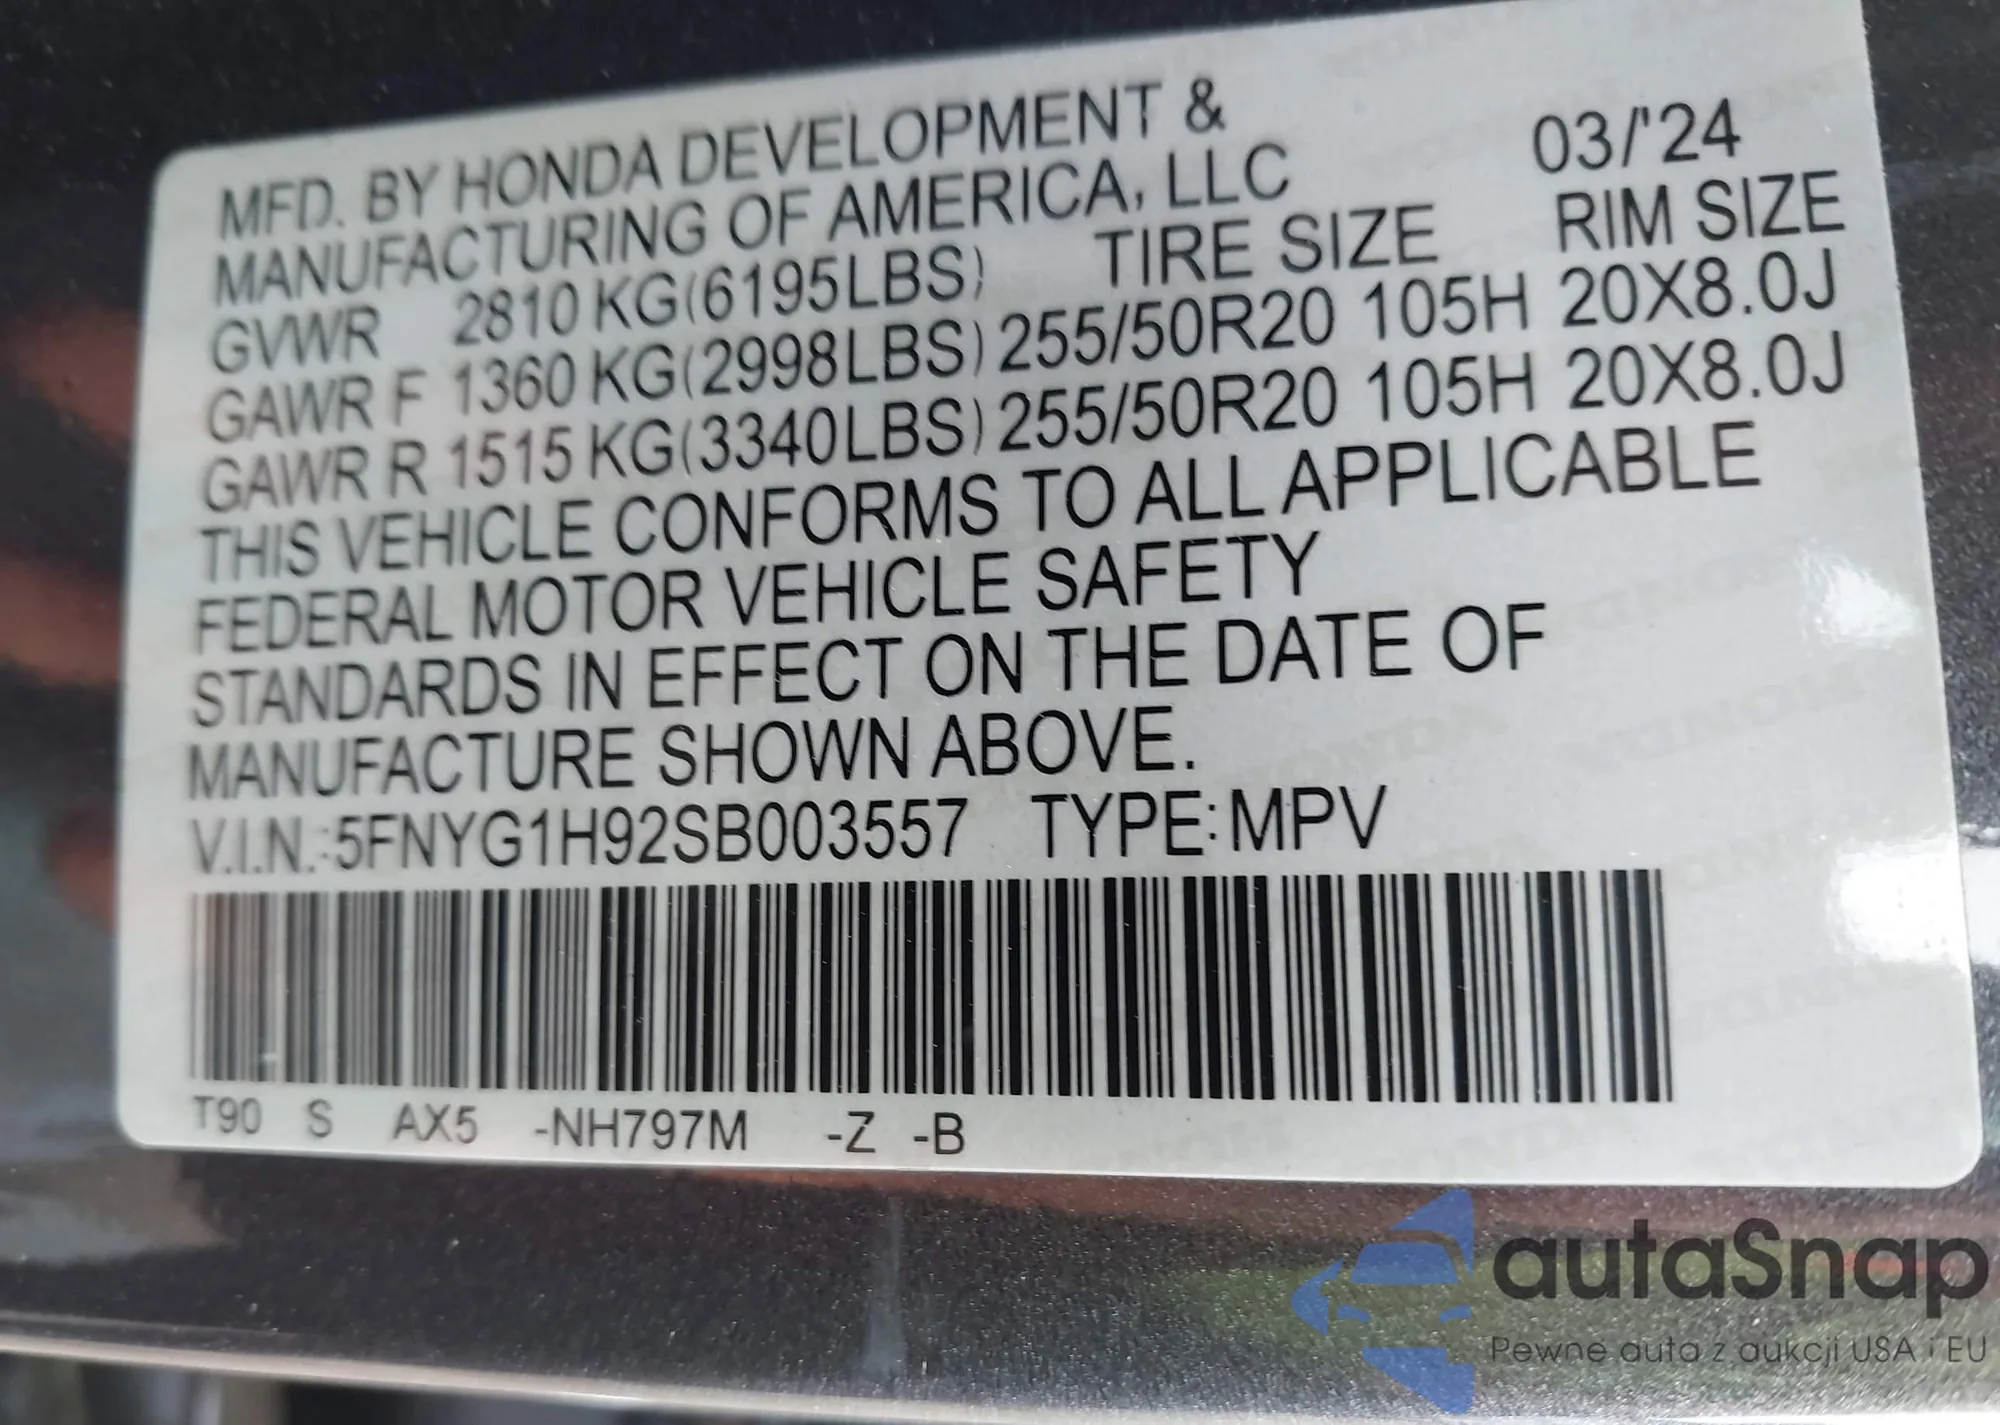 MFD. BY HONDA DEVELOPMENT &
MANUFACTURING OF AMERICA, LLC 03/'24
GVWR 2810 KG(6195LBS) TIRE SIZE RIM SIZE
GAWR F 1360 KG(2998LBS) 255/50R20 105H 20X8.0J
GAWR R 1515 KG(3340LBS) 255/50R20 105H 20X8.0J
THIS VEHICLE CONFORMS TO ALL APPLICABLE
FEDERAL MOTOR VEHICLE SAFETY
STANDARDS IN EFFECT ON THE DATE OF
MANUFACTURE SHOWN ABOVE.
V.I.N.:5FNYG1H92SB003557 TYPE:MPV
T90 S AX5 -NH797M -Z -B
autaSnap
Pewne auta z aukcji USA i EU